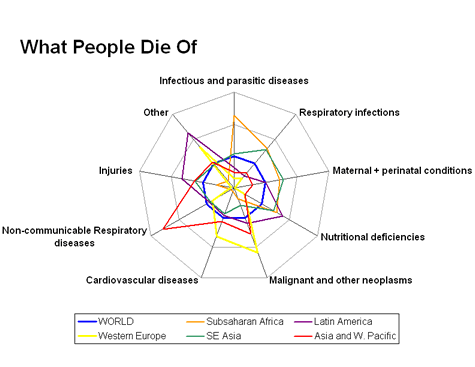 What People Die Of
Infectious and parasitic diseases
Other
Respiratory infections
Injuries
Maternal + perinatal conditions
Non-communicable Respiratory
diseases
Nutritional deficiencies
Cardiovascular diseases
Malignant and other neoplasms
WORLD
Subsaharan Africa
Latin America
Western Europe
SE Asia
Asia and W. Pacific